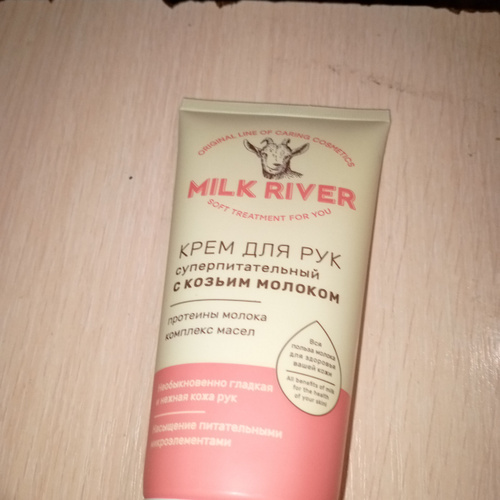 ORIGINAL LINE OF CARING COSMETICS
MILK RIVER
SOFT TREATMENT FOR YOU
КРЕМ ДЛЯ РУК
суперпитательный
С КОЗЬИМ МОЛОКОМ
протеины молока
комплекс масел
Вся
польза молока
для здоровья
вашей кожи
All benefits of milk
for the health
of your skin!
Необыкновенно гладкая
и нежная кожа рук
Насыщение питательными
микроэлементами